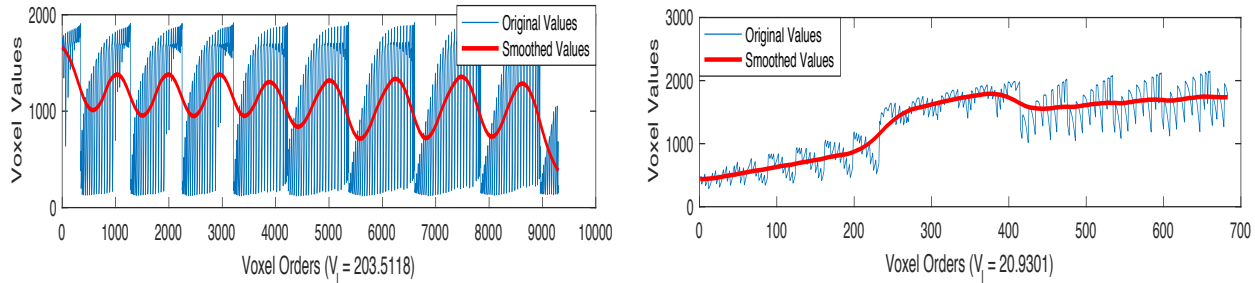 2000
1000
0
Voxel Values
Original Values
Smoothed Values
0 1000 2000 3000 4000 5000 6000 7000 8000 9000 10000
Voxel Orders (V_l = 203.5118)
3000
2000
1000
0
Voxel Values
Original Values
Smoothed Values
0 100 200 300 400 500 600 700
Voxel Orders (V_l = 20.9301)